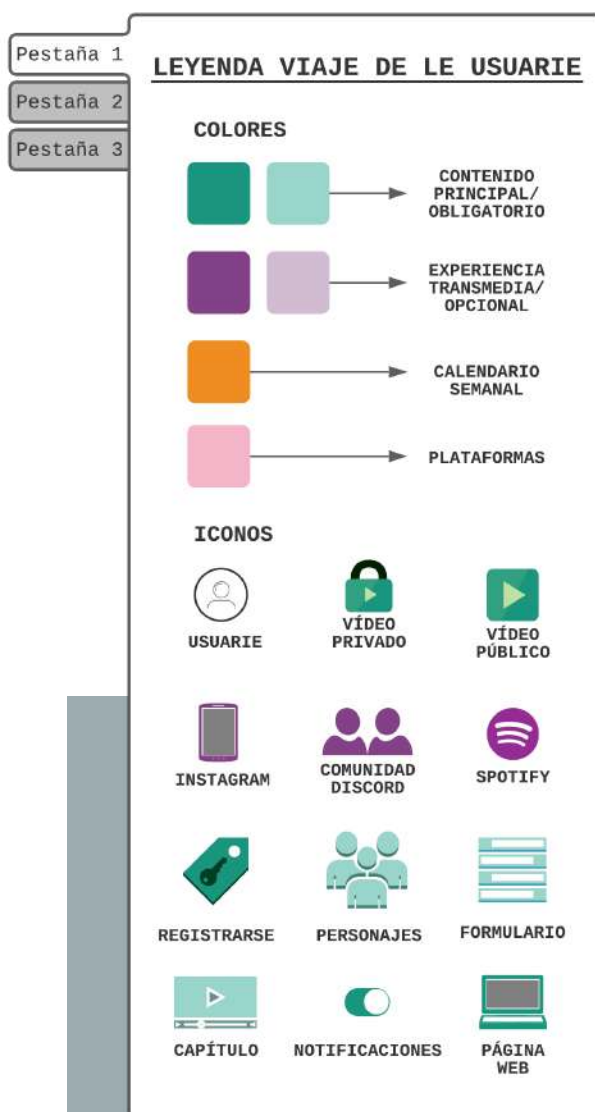 Pestaña 1
Pestaña 2
Pestaña 3
LEYENDA VIAJE DE LE USUARIE
COLORES
CONTENIDO
PRINCIPAL/
OBLIGATORIO
EXPERIENCIA
TRANSMEDIA/
OPCIONAL
CALENDARIO
SEMANAL
PLATAFORMAS
ICONOS
USUARIE
VÍDEO
PRIVADO
VÍDEO
PÚBLICO
INSTAGRAM
COMUNIDAD
DISCORD
SPOTIFY
REGISTRARSE
PERSONAJES
FORMULARIO
CAPÍTULO
NOTIFICACIONES
PÁGINA
WEB